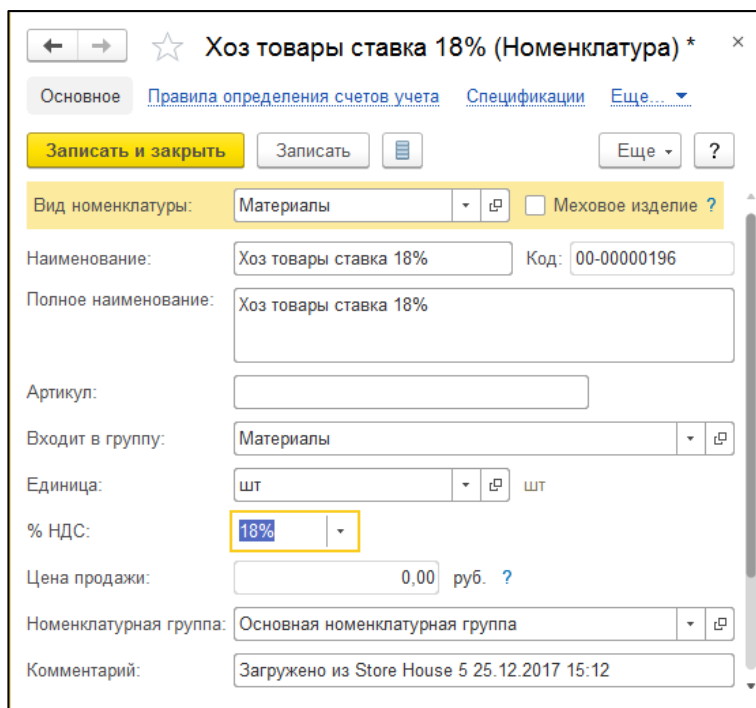 Хоз товары ставка 18% (Номенклатура) *
Основное Правила определения счетов учета Спецификации Еще...
Записать и закрыть Записать Еще ?
Вид номенклатуры: Материалы Меховое изделие ?
Наименование: Хоз товары ставка 18% Код: 00-00000196
Полное наименование: Хоз товары ставка 18%
Артикул:
Входит в группу: Материалы
Единица: шт шт
% НДС: 18%
Цена продажи: 0,00 руб. ?
Номенклатурная группа: Основная номенклатурная группа
Комментарий: Загружено из Store House 5 25.12.2017 15:12